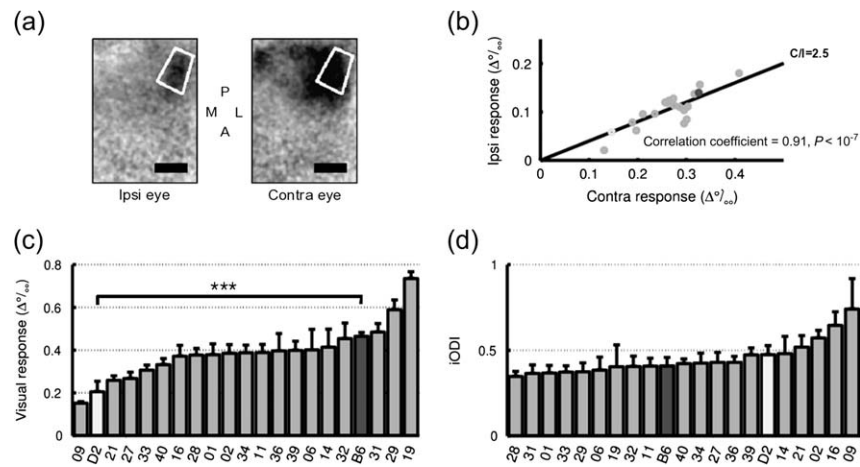 (a)
P
M L
A
Ipsi eye
Contra eye
(b)
C/I=2.5
0.2
0.1
0
Ipsi response (Δ‰)
Correlation coefficient = 0.91, P < 10⁻⁷
0 0.1 0.2 0.3 0.4
Contra response (Δ‰)
(c)
0.8
0.6
0.4
0.2
0
Visual response (Δ‰)
***
09 D2 21 27 33 40 16 28 01 02 34 11 36 39 06 14 32 B6 31 29 19
(d)
1
0.5
0
iODI
28 31 01 33 29 06 19 32 11 B6 40 34 27 36 39 D2 14 21 02 16 09